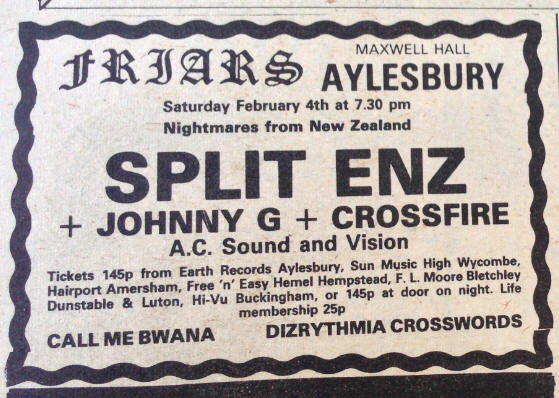 MAXWELL HALL
FRIARS AYLESBURY
Saturday February 4th at 7.30 pm
Nightmares from New Zealand
SPLIT ENZ
+ JOHNNY G + CROSSFIRE
A.C. Sound and Vision
Tickets 145p from Earth Records Aylesbury, Sun Music High Wycombe,
Hairport Amersham, Free 'n' Easy Hemel Hempstead, F. L. Moore Bletchley
Dunstable & Luton, Hi-Vu Buckingham, or 145p at door on night. Life
membership 25p
CALL ME BWANA DIZRYTHMIA CROSSWORDS